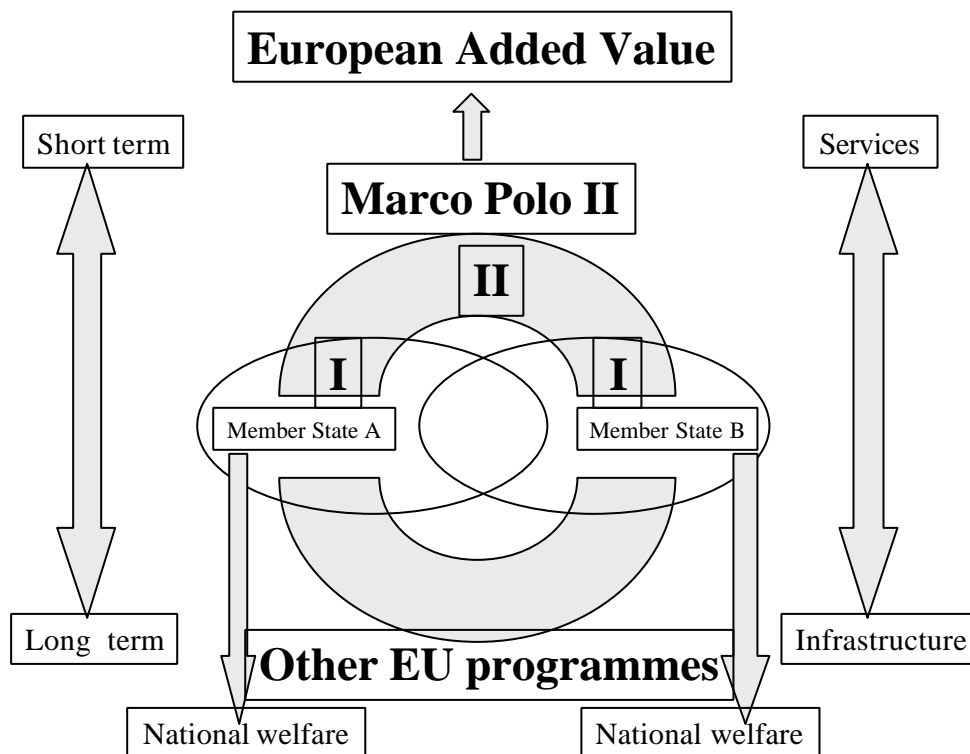 European Added Value
Short term
Services
Marco Polo II
II
I
I
Member State A
Member State B
Long term
Infrastructure
Other EU programmes
National welfare
National welfare